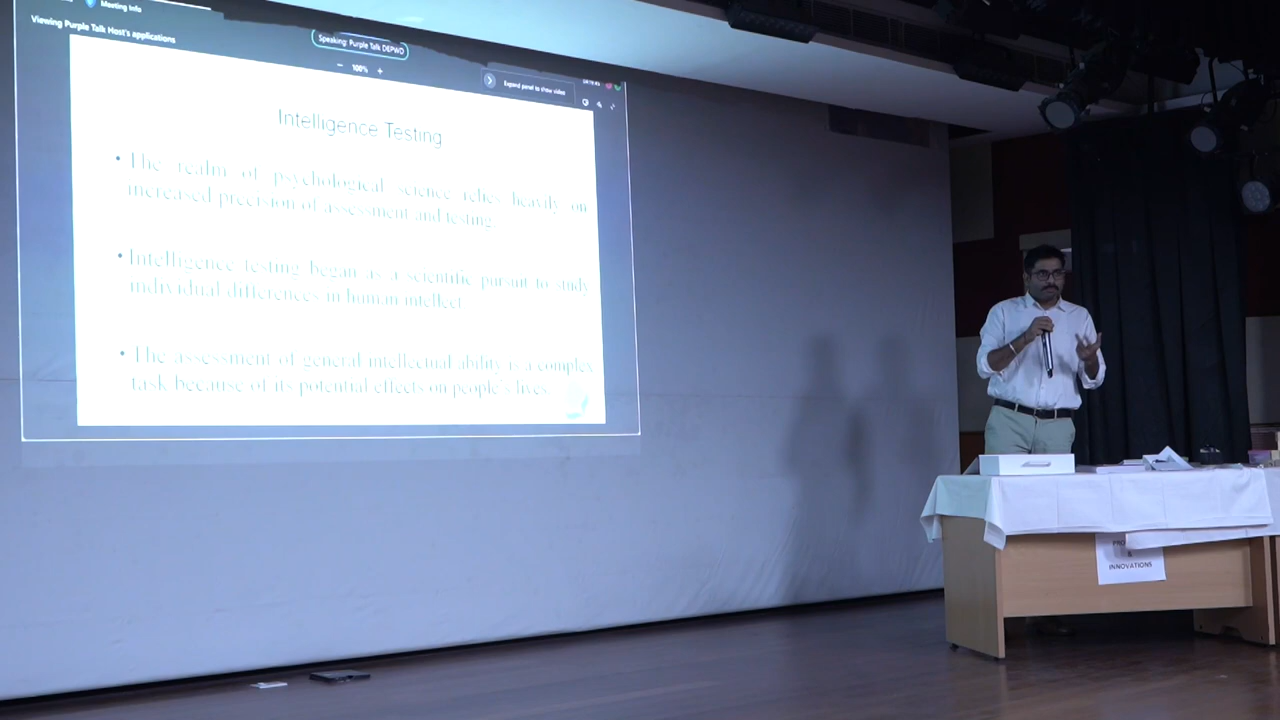 Meeting Info
Viewing Purple Talk Host's applications
Speaking: Purple Talk DEPWD
− 100% +
Expand panel to show video
Intelligence Testing
• The realm of psychological science relies heavily on
increased precision of assessment and testing.
• Intelligence testing began as a scientific pursuit to study
individual differences in human intellect
• The assessment of general intellectual ability is a complex
task because of its potential effects on people's lives.
&
INNOVATIONS